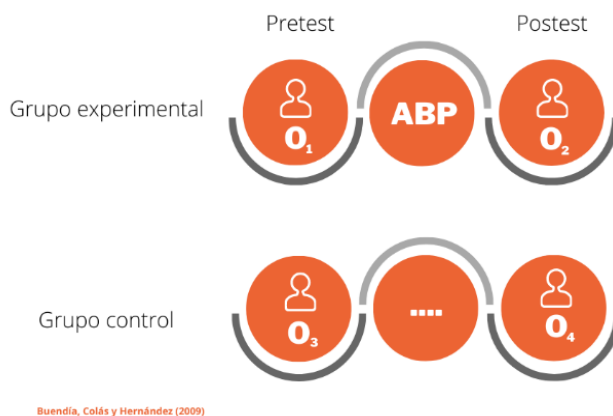 Pretest Postest
Grupo experimental
O₁ ABP O₂
Grupo control
O₃ .... O₄
Buendía, Colás y Hernández (2009)